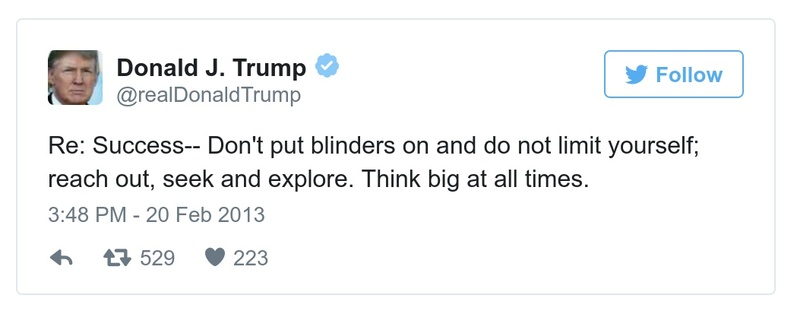 Donald J. Trump
@realDonaldTrump
Follow
Re: Success-- Don't put blinders on and do not limit yourself;
reach out, seek and explore. Think big at all times.
3:48 PM - 20 Feb 2013
529 223